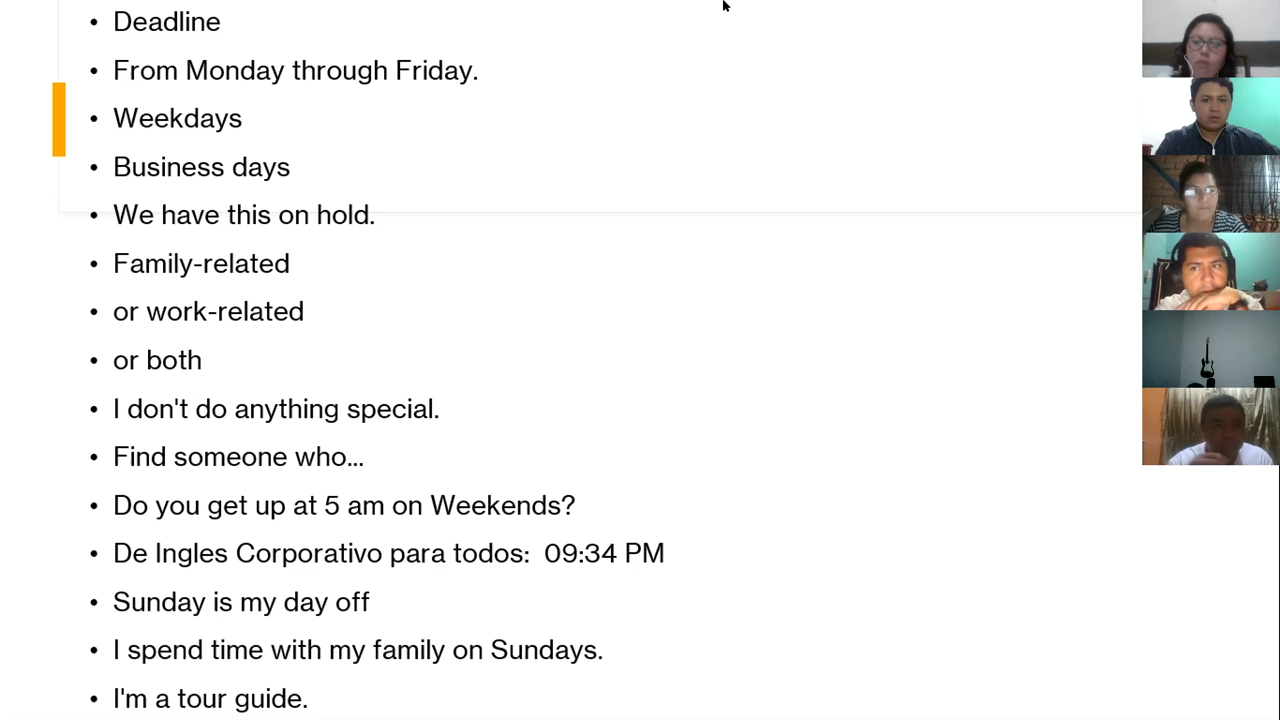 • Deadline
• From Monday through Friday.
• Weekdays
• Business days
• We have this on hold.
• Family-related
• or work-related
• or both
• I don't do anything special.
• Find someone who...
• Do you get up at 5 am on Weekends?
• De Ingles Corporativo para todos:  09:34 PM
• Sunday is my day off
• I spend time with my family on Sundays.
• I'm a tour guide.